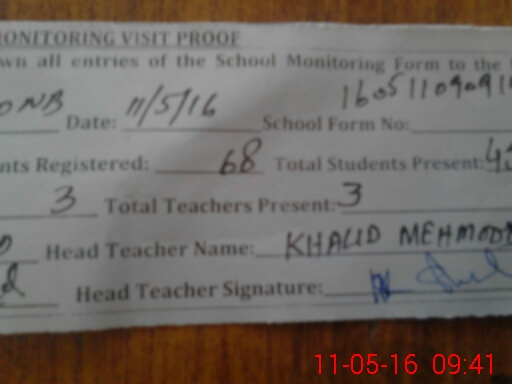 MONITORING VISIT PROOF
wn all entries of the School Monitoring Form to the
Date: 11/5/16 School Form No: 1605110909
nts Registered: 68 Total Students Present:
3 Total Teachers Present: 3
Head Teacher Name: KHALID MEHMOOD
Head Teacher Signature:
11-05-16 09:41